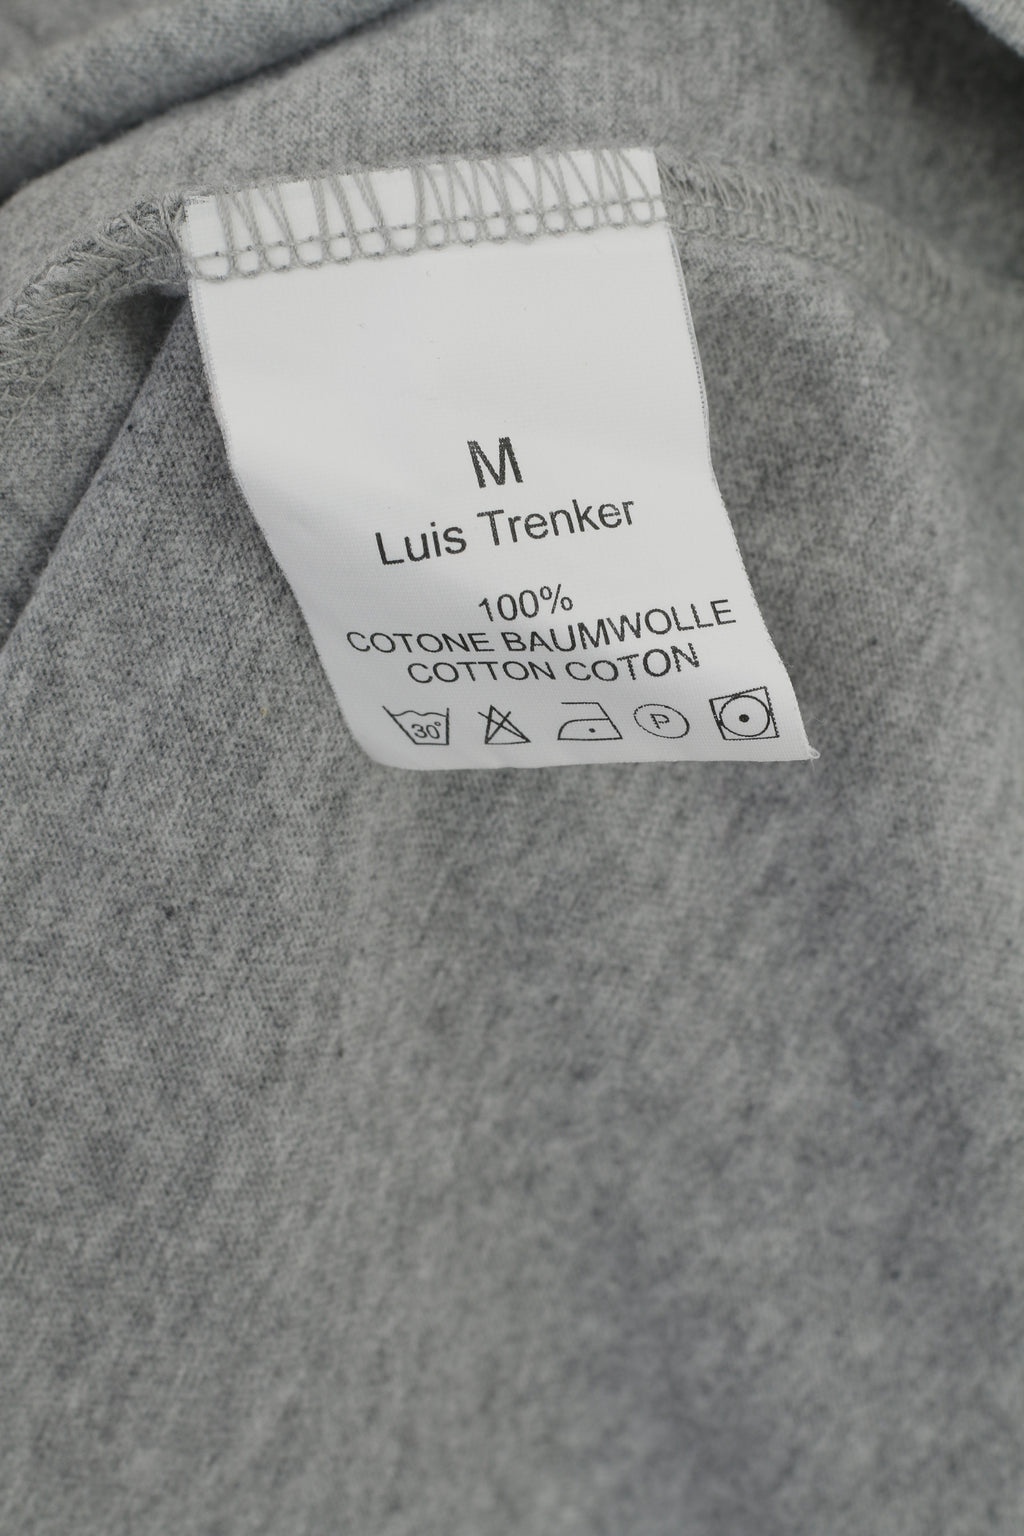 M
Luis Trenker
100%
COTONE BAUMWOLLE
COTTON COTON
30° P